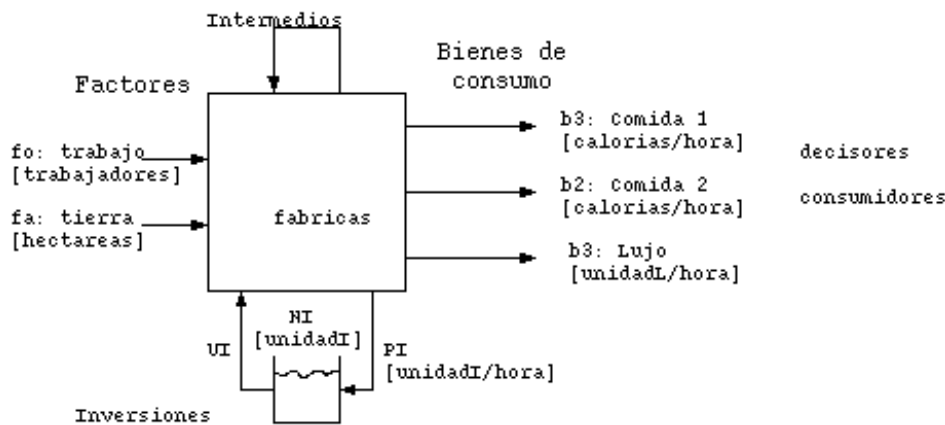 Intermedios
Bienes de
consumo
Factores
b3: Comida 1
[calorias/hora]
fo: trabajo
[trabajadores]
decisores
b2: Comida 2
[calorias/hora]
consumidores
fa: tierra
[hectareas]
fabricas
b3: Lujo
[unidadL/hora]
NI
[unidadI]
UI
PI
[unidadI/hora]
Inversiones